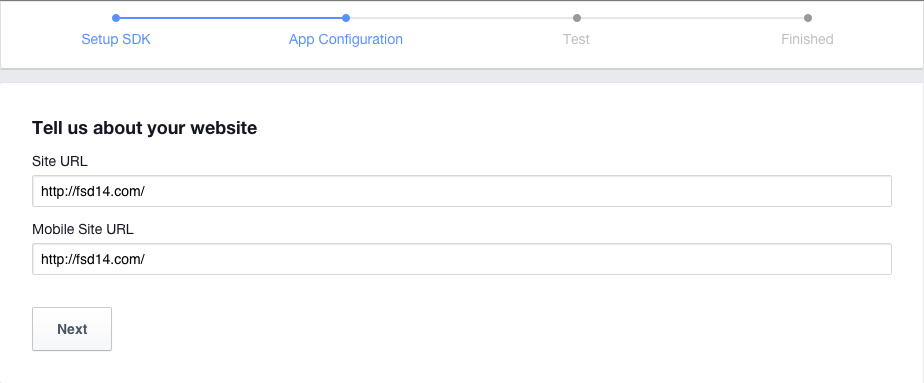 Setup SDK App Configuration Test Finished
Tell us about your website
Site URL
http://fsd14.com/
Mobile Site URL
http://fsd14.com/
Next